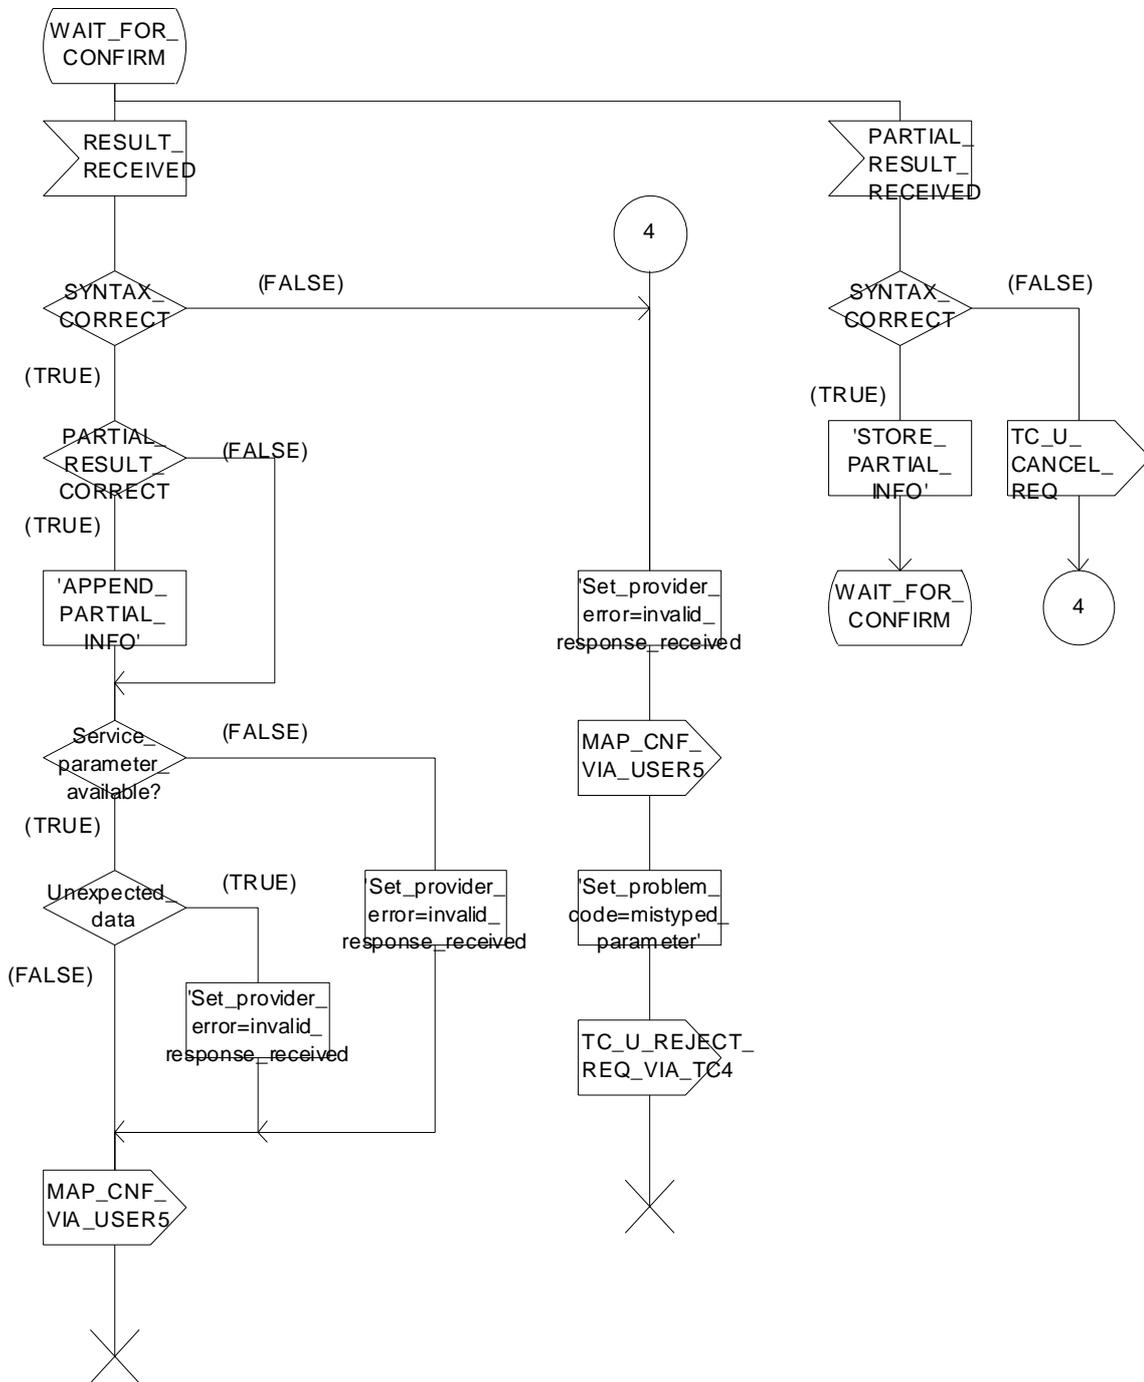 WAIT_FOR_
CONFIRM
RESULT_
RECEIVED
PARTIAL_
RESULT_
RECEIVED
4
SYNTAX_
CORRECT
(FALSE)
(TRUE)
SYNTAX_
CORRECT
(FALSE)
(TRUE)
PARTIAL_
RESULT_
CORRECT
(FALSE)
(TRUE)
'STORE_
PARTIAL_
INFO'
TC_U_
CANCEL_
REQ
'APPEND_
PARTIAL_
INFO'
'Set_provider_
error=invalid_
response_received
WAIT_FOR_
CONFIRM
4
Service_
parameter_
available?
(FALSE)
(TRUE)
MAP_CNF_
VIA_USER5
Unexpected_
data
(TRUE)
(FALSE)
'Set_provider_
error=invalid_
response_received
'Set_problem_
code=mistyped_
parameter'
'Set_provider_
error=invalid_
response_received
TC_U_REJECT_
REQ_VIA_TC4
MAP_CNF_
VIA_USER5